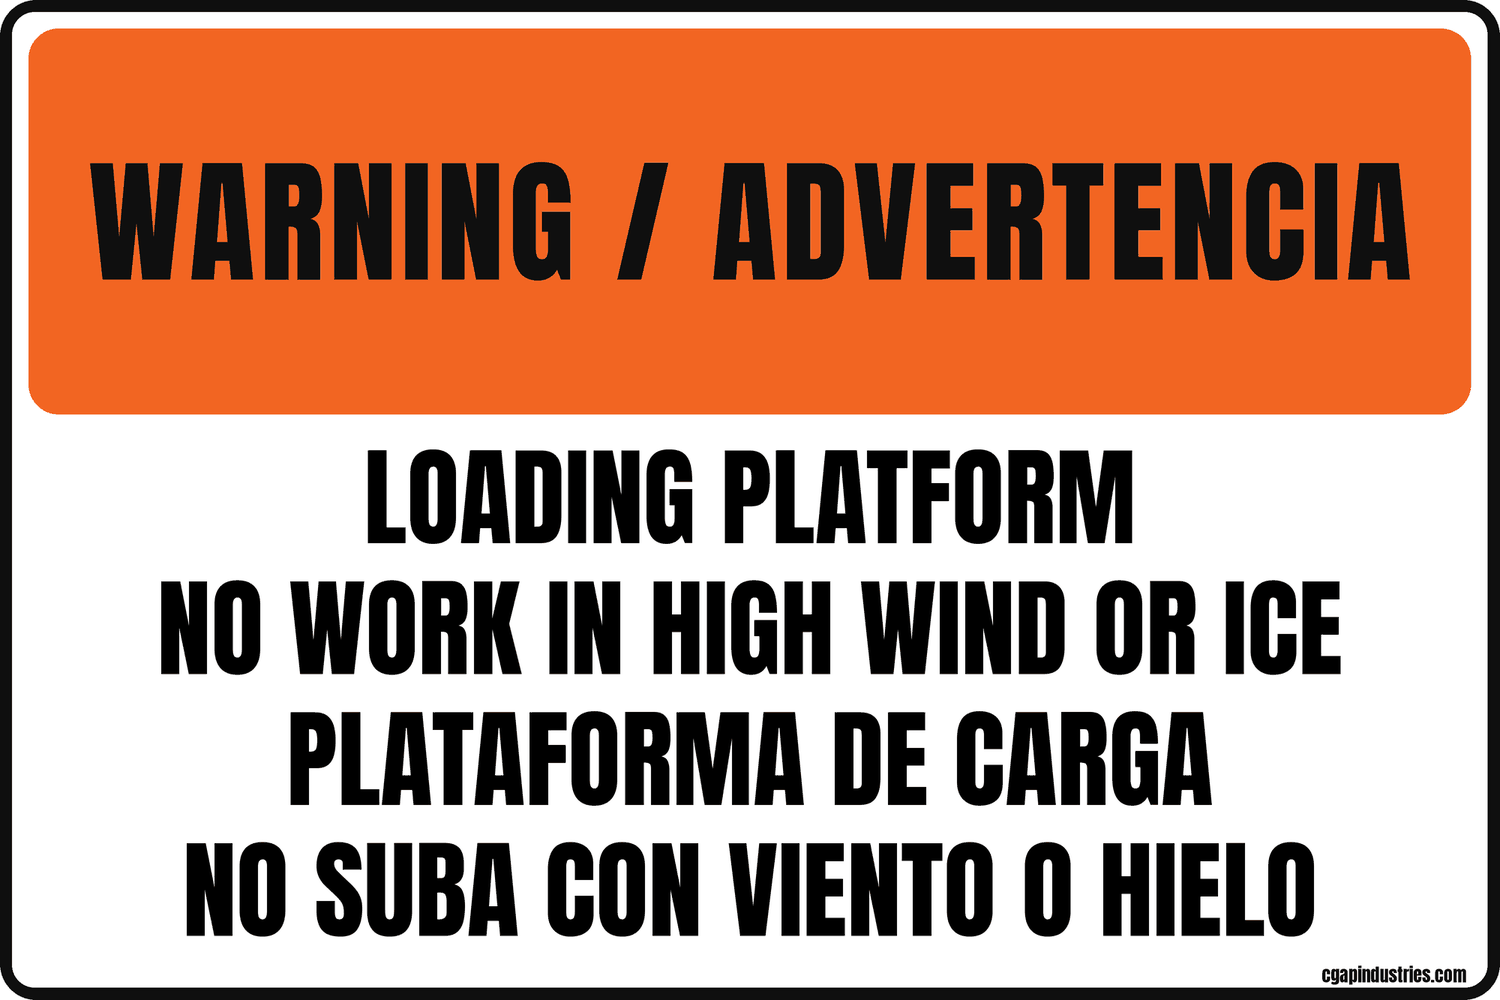 WARNING / ADVERTENCIA
LOADING PLATFORM
NO WORK IN HIGH WIND OR ICE
PLATAFORMA DE CARGA
NO SUBA CON VIENTO O HIELO
cgapindustries.com